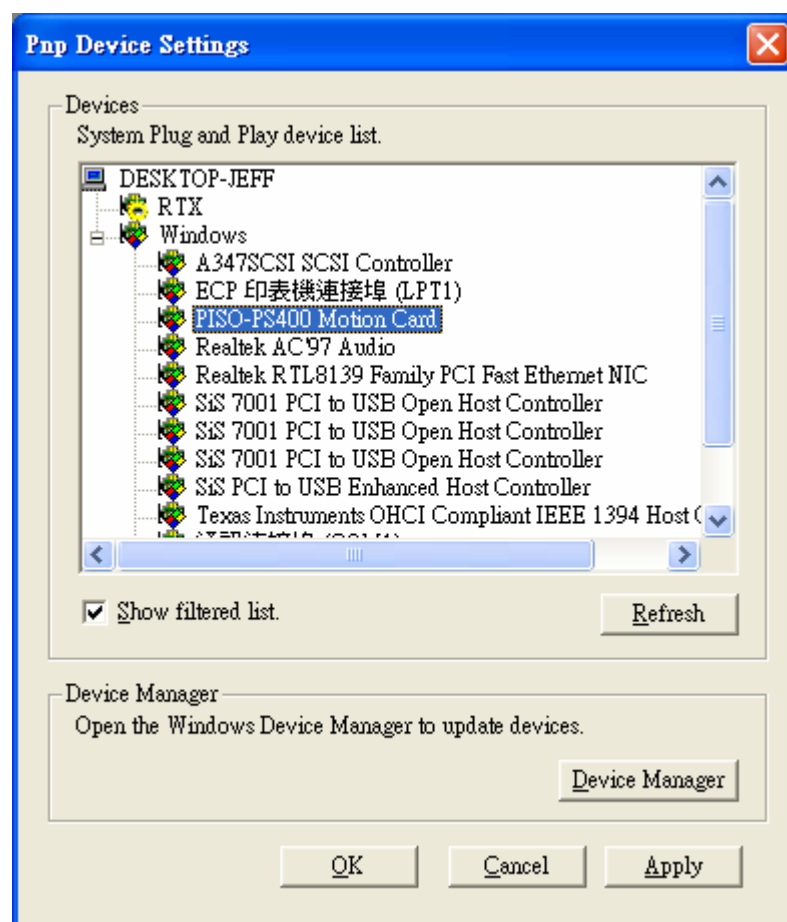 Pnp Device Settings
Devices
System Plug and Play device list.
DESKTOP-JEFF
RTX
Windows
A347SCSI SCSI Controller
ECP 印表機連接埠 (LPT1)
PISO-PS400 Motion Card
Realtek AC'97 Audio
Realtek RTL8139 Family PCI Fast Ethernet NIC
SiS 7001 PCI to USB Open Host Controller
SiS 7001 PCI to USB Open Host Controller
SiS 7001 PCI to USB Open Host Controller
SiS PCI to USB Enhanced Host Controller
Texas Instruments OHCI Compliant IEEE 1394 Host
Show filtered list.
Refresh
Device Manager
Open the Windows Device Manager to update devices.
Device Manager
OK
Cancel
Apply